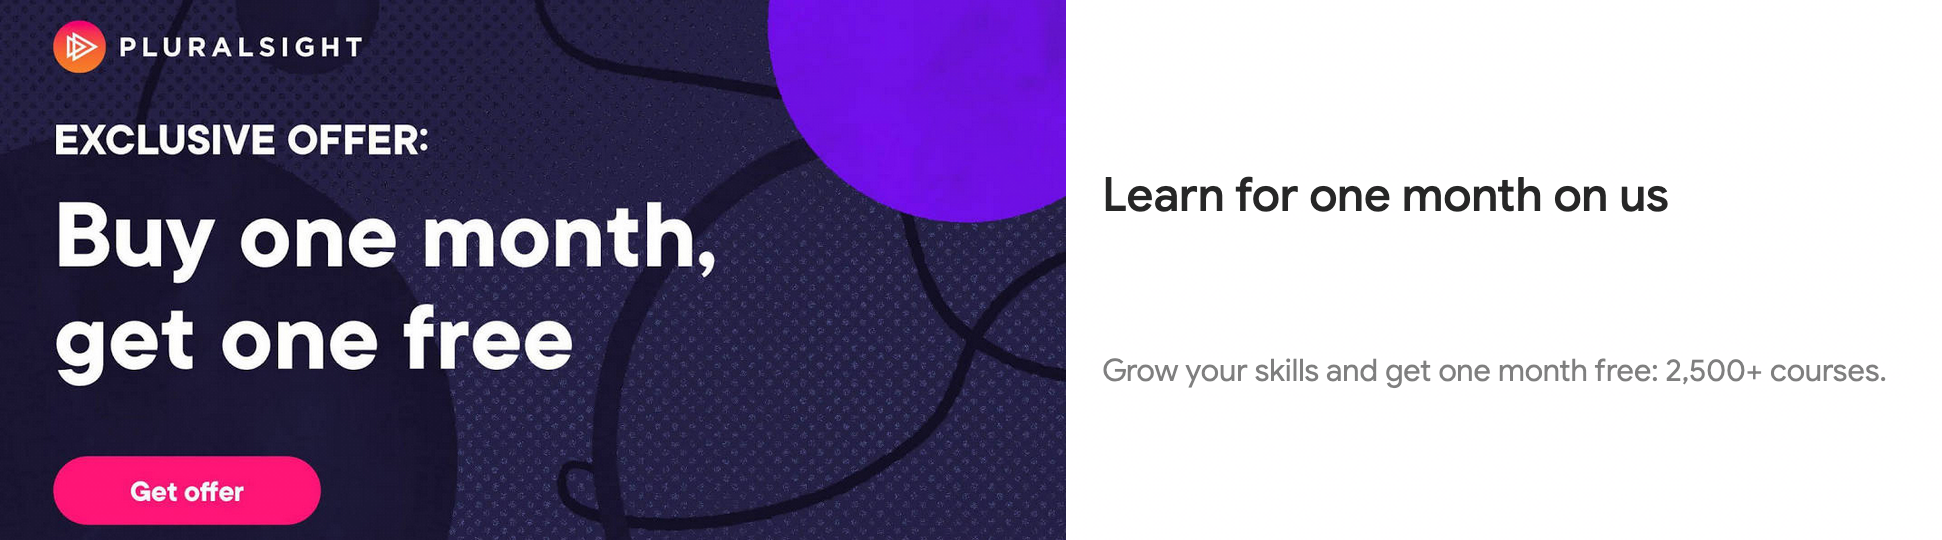 PLURALSIGHT
EXCLUSIVE OFFER:
Buy one month,
get one free
Get offer
Learn for one month on us
Grow your skills and get one month free: 2,500+ courses.